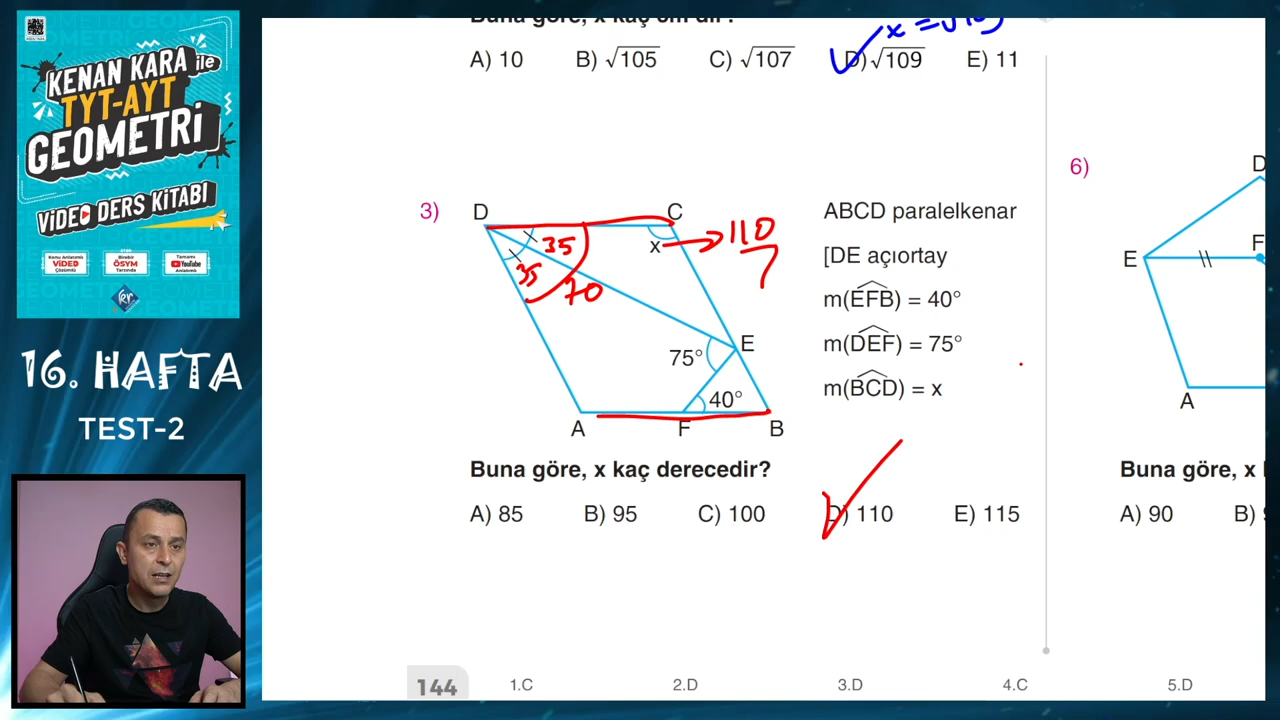 KENAN KARA ile
TYT-AYT
GEOMETRİ
VİDEO DERS KİTABI
16. HAFTA
TEST-2
Buna göre, x kaç cm dir?
A) 10 B) √105 C) √107 D) √109 E) 11
3)
D C
35
35
70
x
110
E
75°
40°
A F B
ABCD paralelkenar
[DE açıortay
m(EFB) = 40°
m(DEF) = 75°
m(BCD) = x
Buna göre, x kaç derecedir?
A) 85 B) 95 C) 100 D) 110 E) 115
6)
D
E
F
A
Buna göre, x
A) 90 B)
144 1.C 2.D 3.D 4.C 5.D